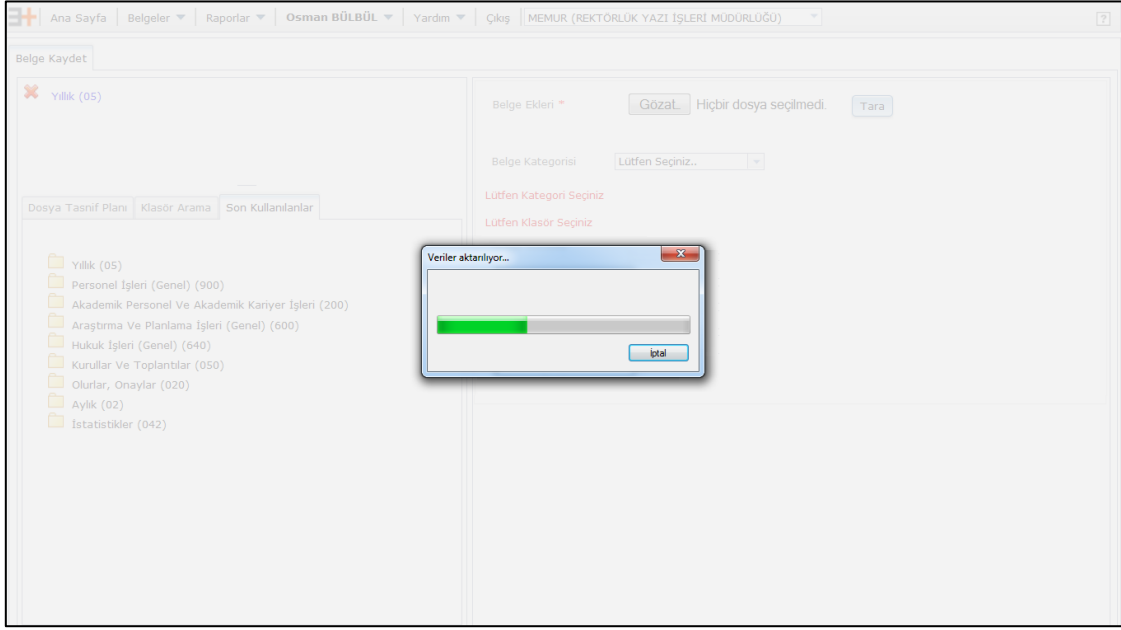 Ana Sayfa Belgeler Raporlar Osman BÜLBÜL Yardım Çıkış MEMUR (REKTÖRLÜK YAZI İŞLERİ MÜDÜRLÜĞÜ) ?
Belge Kaydet
Yıllık (05)
Belge Ekleri * Gözat.. Hiçbir dosya seçilmedi. Tara
Belge Kategorisi Lütfen Seçiniz..
Lütfen Kategori Seçiniz
Dosya Tasnif Planı Klasör Arama Son Kullanılanlar
Lütfen Klasör Seçiniz
Veriler aktarılıyor...
İptal
Yıllık (05)
Personel İşleri (Genel) (900)
Akademik Personel Ve Akademik Kariyer İşleri (200)
Araştırma Ve Planlama İşleri (Genel) (600)
Hukuk İşleri (Genel) (640)
Kurullar Ve Toplantılar (050)
Olurlar, Onaylar (020)
Aylık (02)
İstatistikler (042)